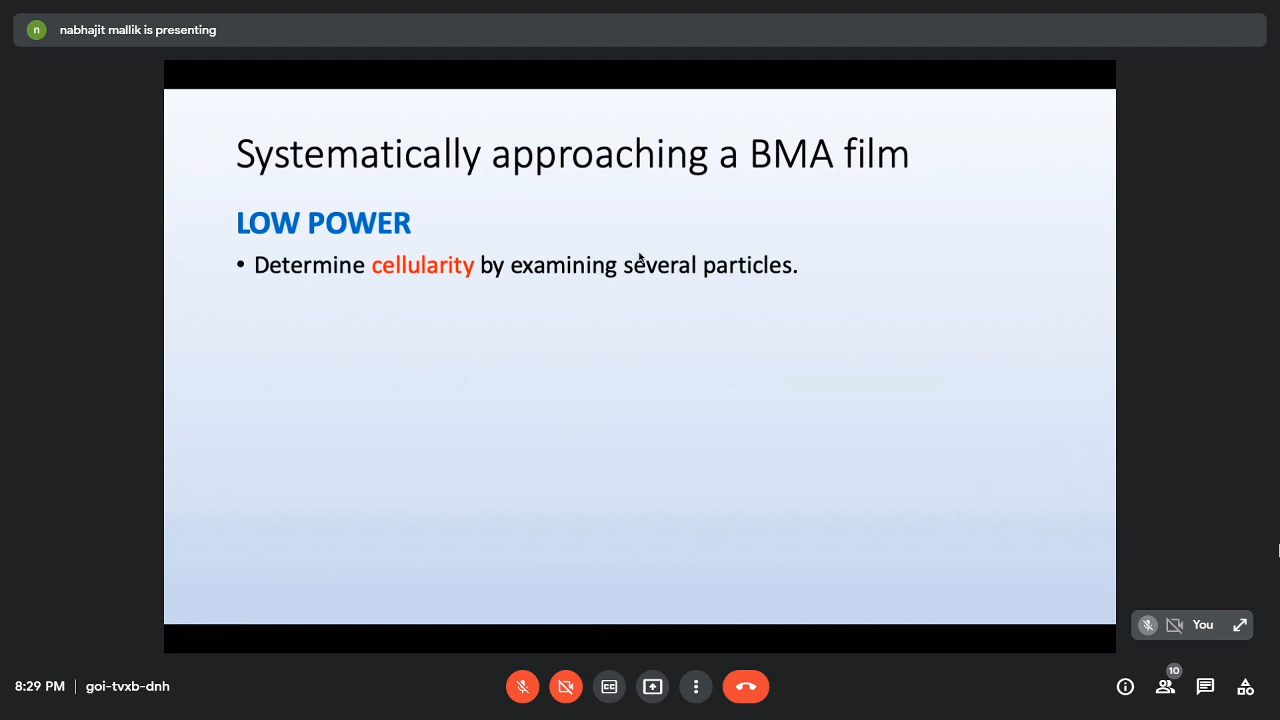 n nabhajit mallik is presenting
Systematically approaching a BMA film
LOW POWER
• Determine cellularity by examining several particles.
You
10
8:29 PM | goi-tvxb-dnh